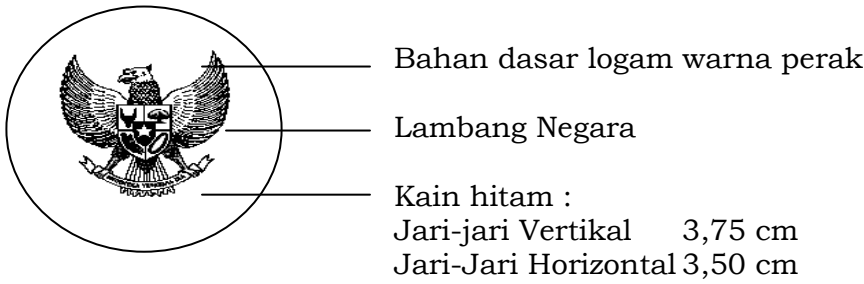 Bahan dasar logam warna perak
Lambang Negara
Kain hitam :
Jari-jari Vertikal 3,75 cm
Jari-Jari Horizontal 3,50 cm